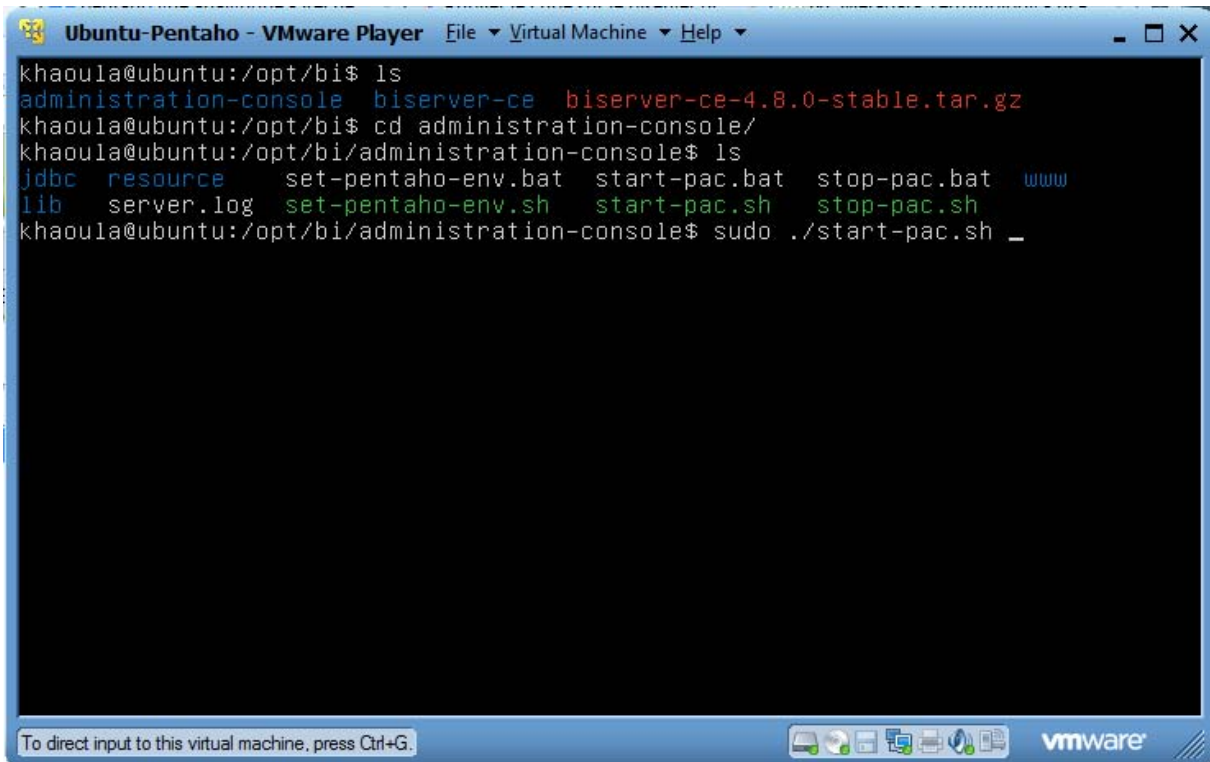 Ubuntu-Pentaho - VMware Player File Virtual Machine Help
khaoula@ubuntu:/opt/bi$ ls
administration-console biserver-ce biserver-ce-4.8.0-stable.tar.gz
khaoula@ubuntu:/opt/bi$ cd administration-console/
khaoula@ubuntu:/opt/bi/administration-console$ ls
jdbc resource set-pentaho-env.bat start-pac.bat stop-pac.bat www
lib server.log set-pentaho-env.sh start-pac.sh stop-pac.sh
khaoula@ubuntu:/opt/bi/administration-console$ sudo ./start-pac.sh _
To direct input to this virtual machine, press Ctrl+G. vmware